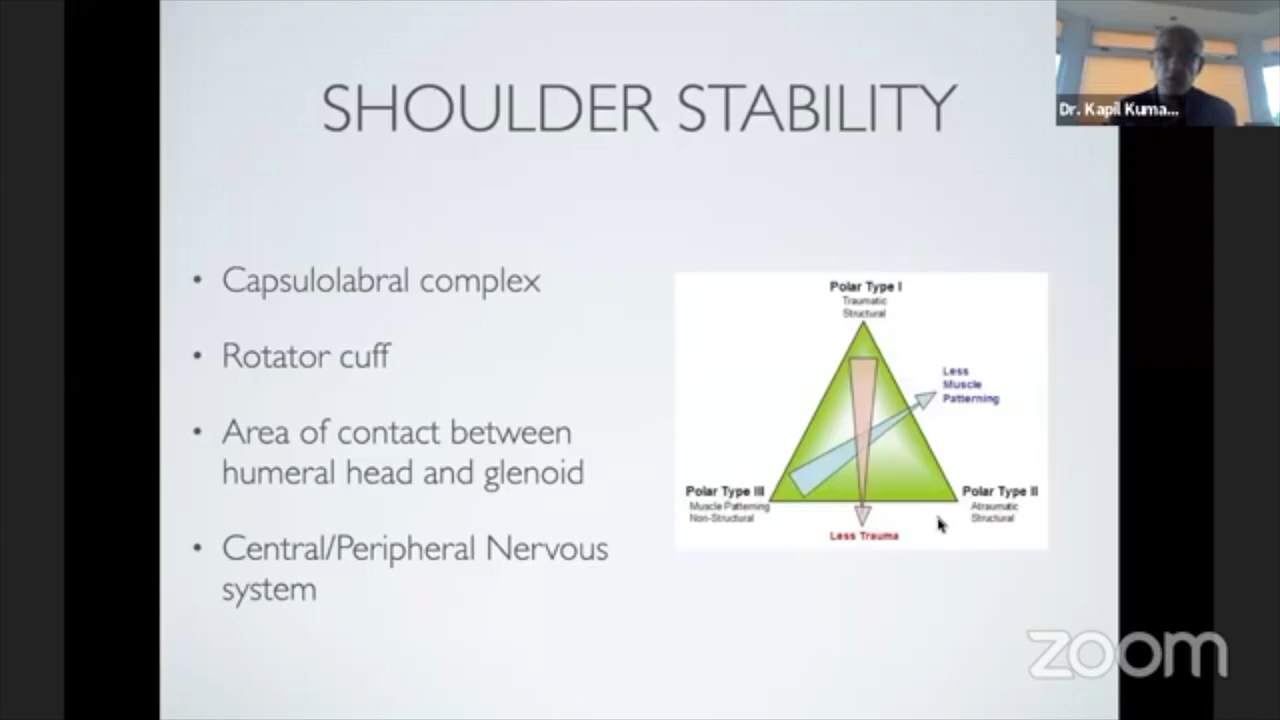 SHOULDER STABILITY
Dr. Kapil Kuma...
• Capsulolabral complex
• Rotator cuff
• Area of contact between
humeral head and glenoid
• Central/Peripheral Nervous
system
Polar Type I
Traumatic
Structural
Less
Muscle
Patterning
Polar Type III
Muscle Patterning
Non-Structural
Polar Type II
Atraumatic
Structural
Less Trauma
zoom